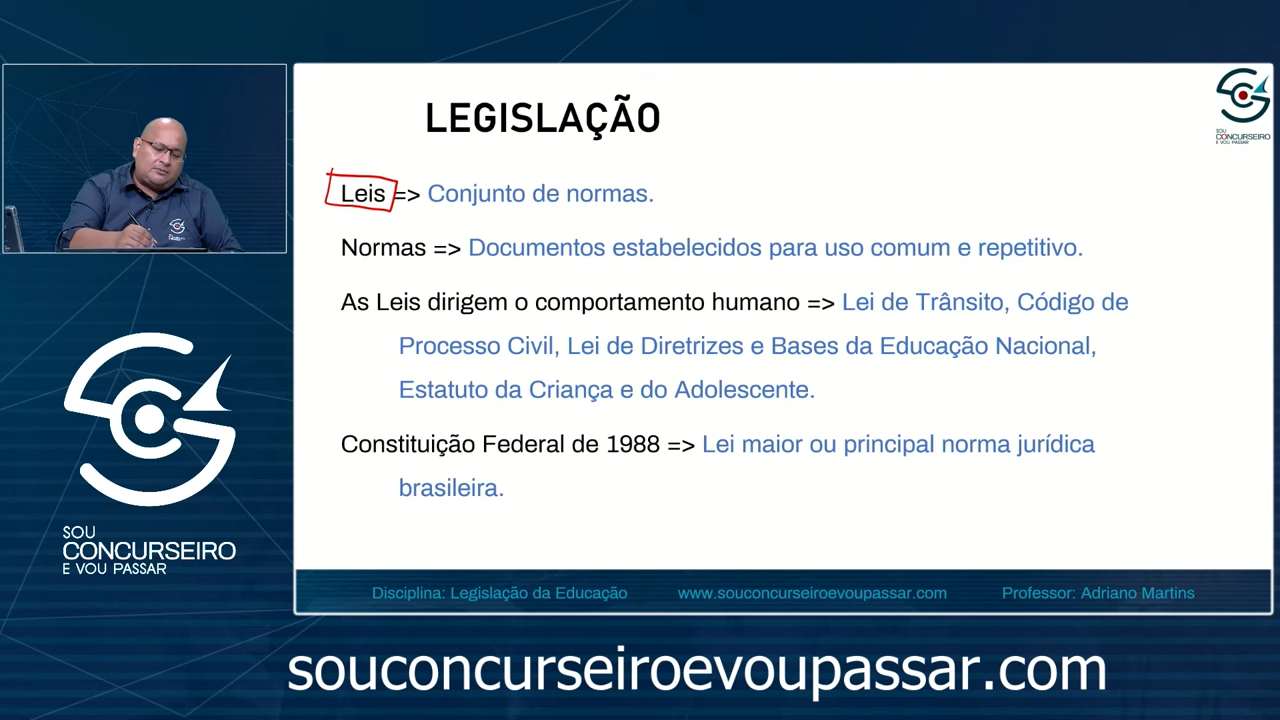 LEGISLAÇÃO
SOU
CONCURSEIRO
E VOU PASSAR
Leis => Conjunto de normas.
Normas => Documentos estabelecidos para uso comum e repetitivo.
As Leis dirigem o comportamento humano => Lei de Trânsito, Código de
Processo Civil, Lei de Diretrizes e Bases da Educação Nacional,
Estatuto da Criança e do Adolescente.
Constituição Federal de 1988 => Lei maior ou principal norma jurídica
brasileira.
SOU
CONCURSEIRO
E VOU PASSAR
Disciplina: Legislação da Educação www.souconcurseiroevoupassar.com Professor: Adriano Martins
souconcurseiroevoupassar.com